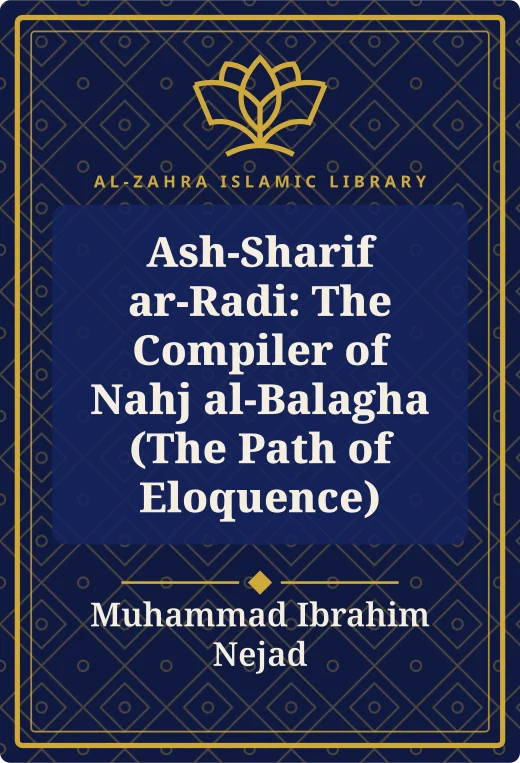 AL-ZAHRA ISLAMIC LIBRARY
Ash-Sharif
ar-Radi: The
Compiler of
Nahj al-Balagha
(The Path of
Eloquence)
Muhammad Ibrahim
Nejad